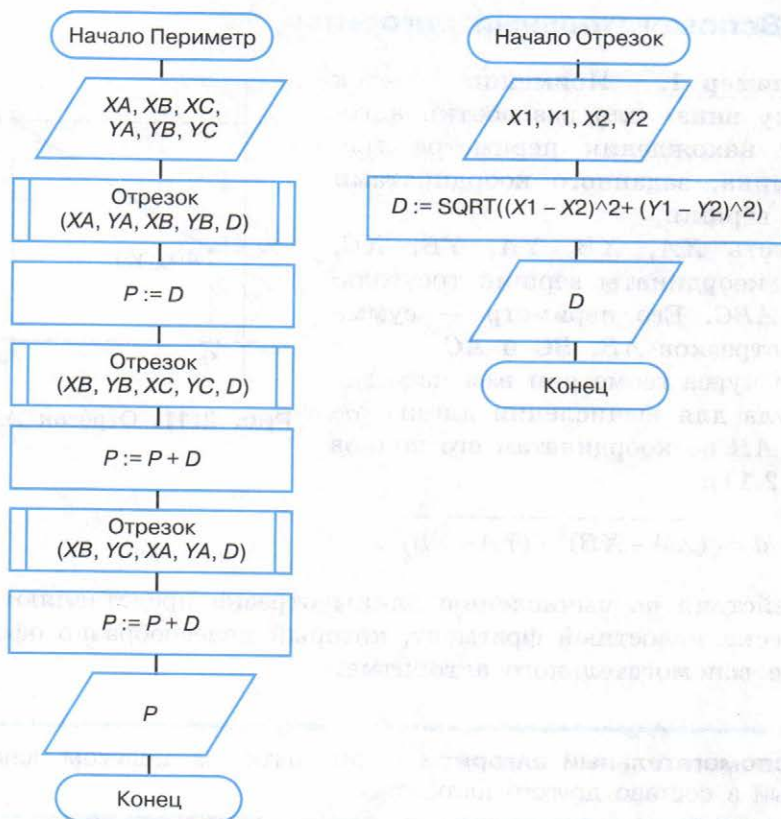 Начало Периметр
XA, XB, XC,
YA, YB, YC
Отрезок
(XA, YA, XB, YB, D)
P := D
Отрезок
(XB, YB, XC, YC, D)
P := P + D
Отрезок
(XB, YC, XA, YA, D)
P := P + D
P
Конец
Начало Отрезок
X1, Y1, X2, Y2
D := SQRT((X1 – X2)^2+ (Y1 – Y2)^2)
D
Конец